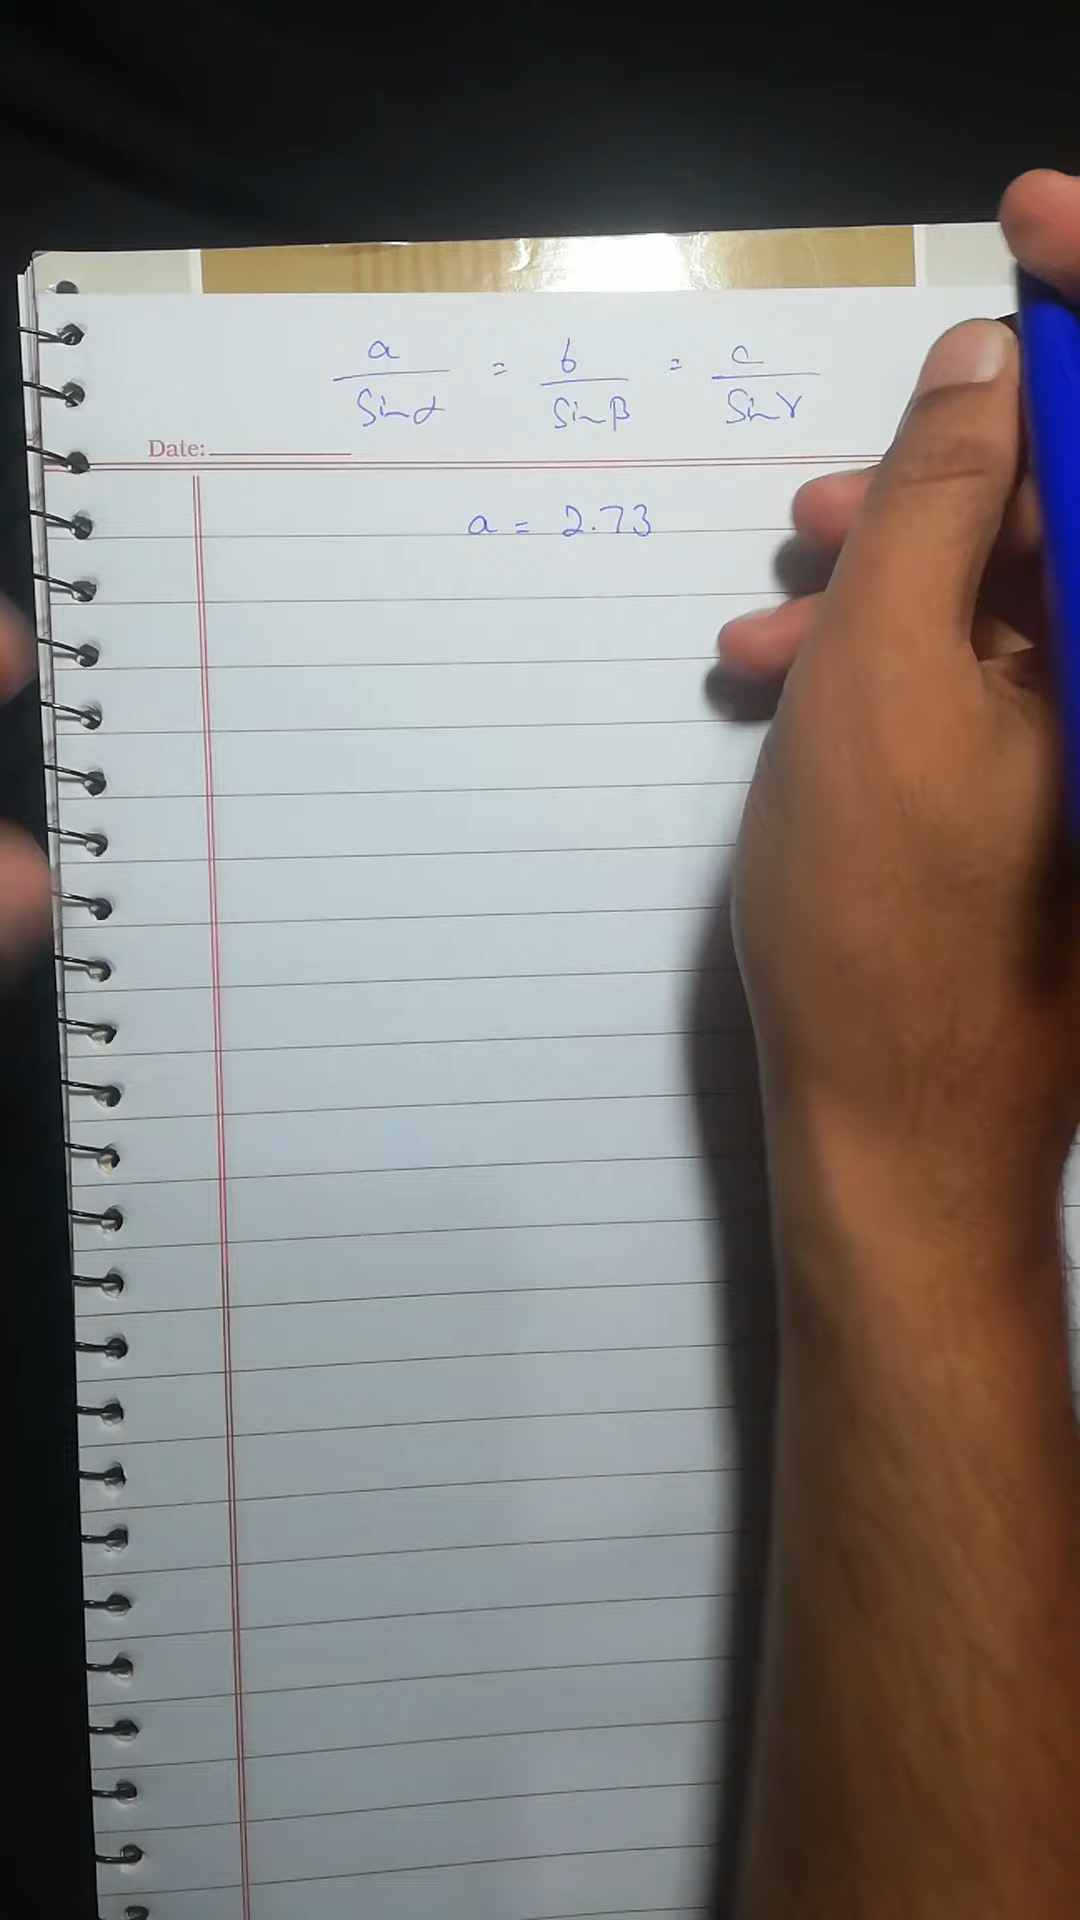 a/Sinα = b/Sinβ = c/Sinγ
Date:
a = 2.73